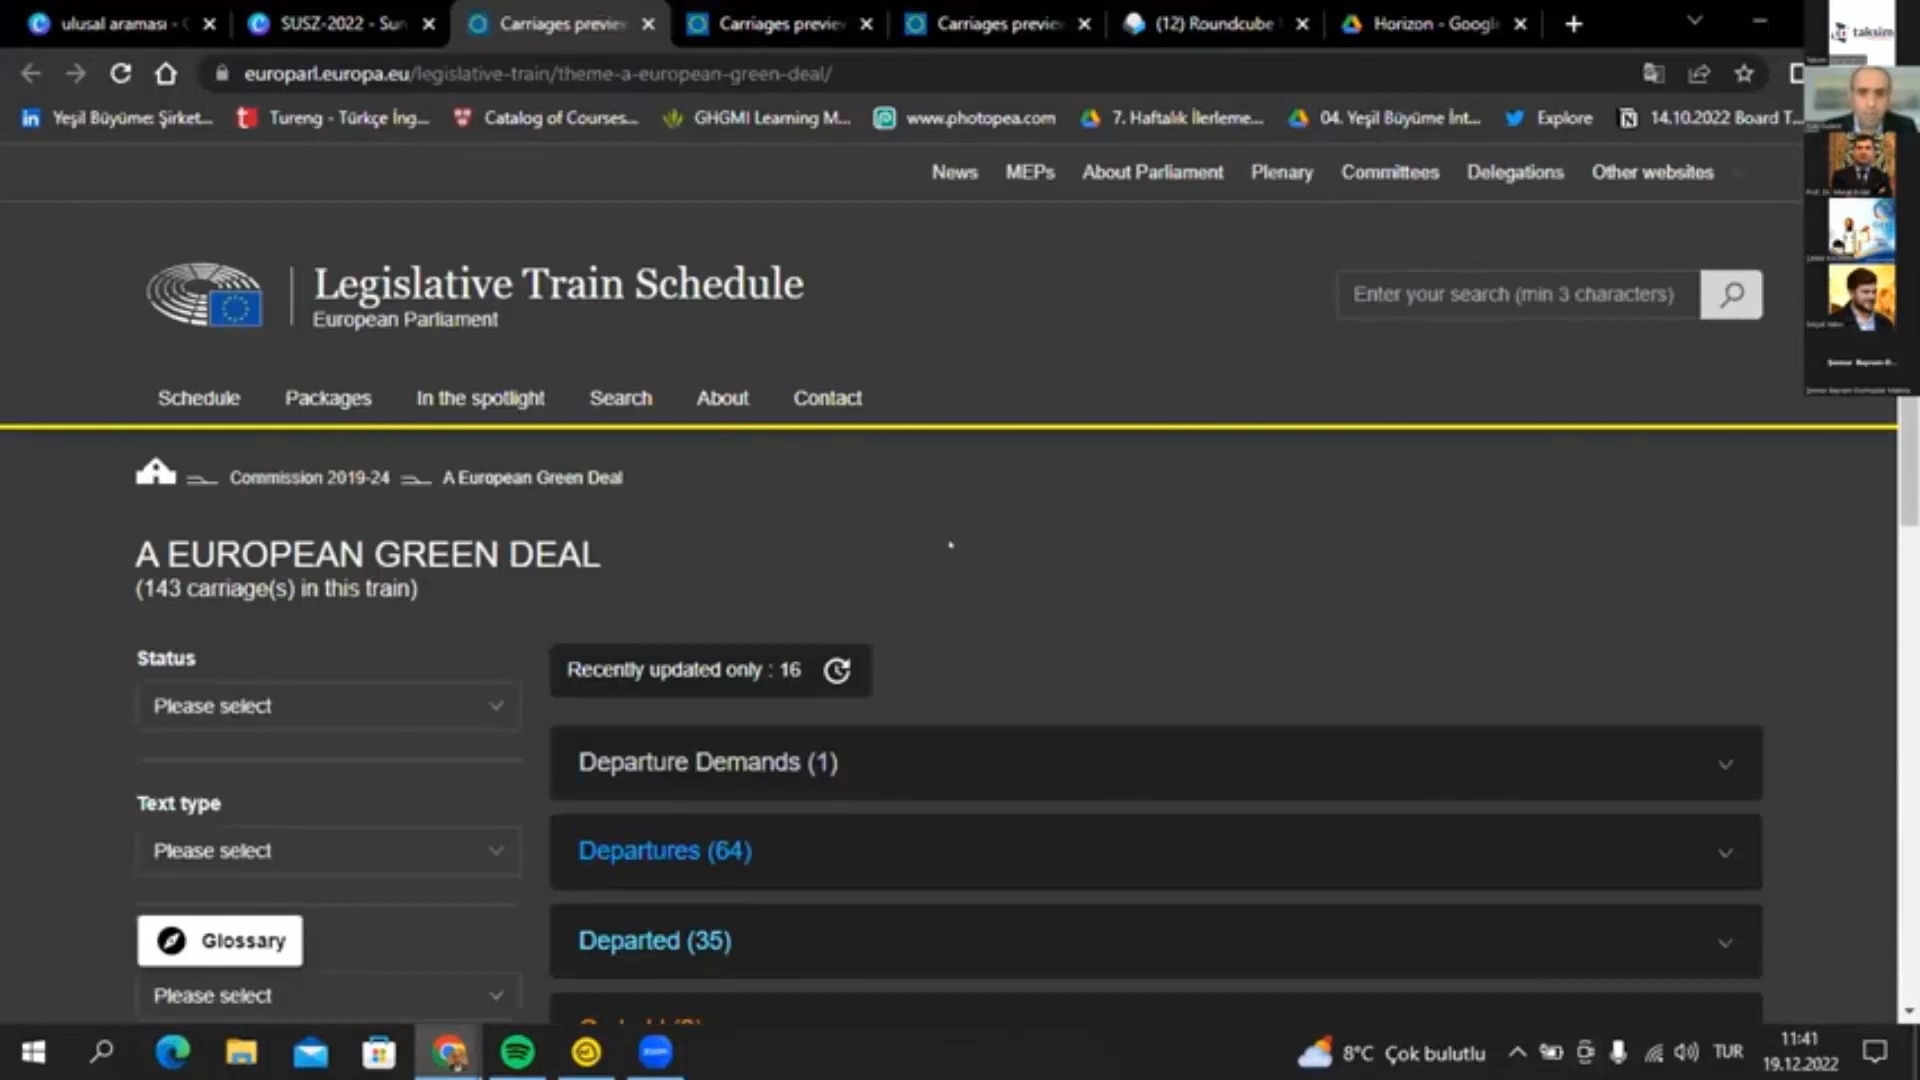 ulusal araması - C
SUSZ-2022 - Sun
Carriages preview
Carriages preview
Carriages preview
(12) Roundcube
Horizon - Google
europarl.europa.eu/legislative-train/theme-a-european-green-deal/
Yeşil Büyüme: Şirket...
Tureng - Türkçe İng...
Catalog of Courses...
GHGMI Learning M...
www.photopea.com
7. Haftalık İlerleme...
04. Yeşil Büyüme İnt...
Explore
14.10.2022 Board T...
taksim
News
MEPs
About Parliament
Plenary
Committees
Delegations
Other websites
Legislative Train Schedule
European Parliament
Enter your search (min 3 characters)
Schedule
Packages
In the spotlight
Search
About
Contact
Commission 2019-24
A European Green Deal
A EUROPEAN GREEN DEAL
(143 carriage(s) in this train)
Status
Please select
Text type
Please select
Glossary
Please select
Recently updated only : 16
Departure Demands (1)
Departures (64)
Departed (35)
8°C Çok bulutlu
TUR
11:41
19.12.2022